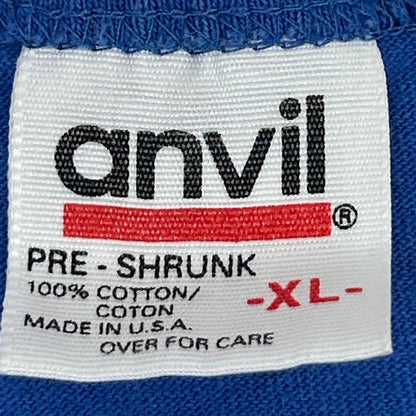 anvil®
PRE - SHRUNK
100% COTTON/
COTON
-XL-
MADE IN U.S.A.
OVER FOR CARE